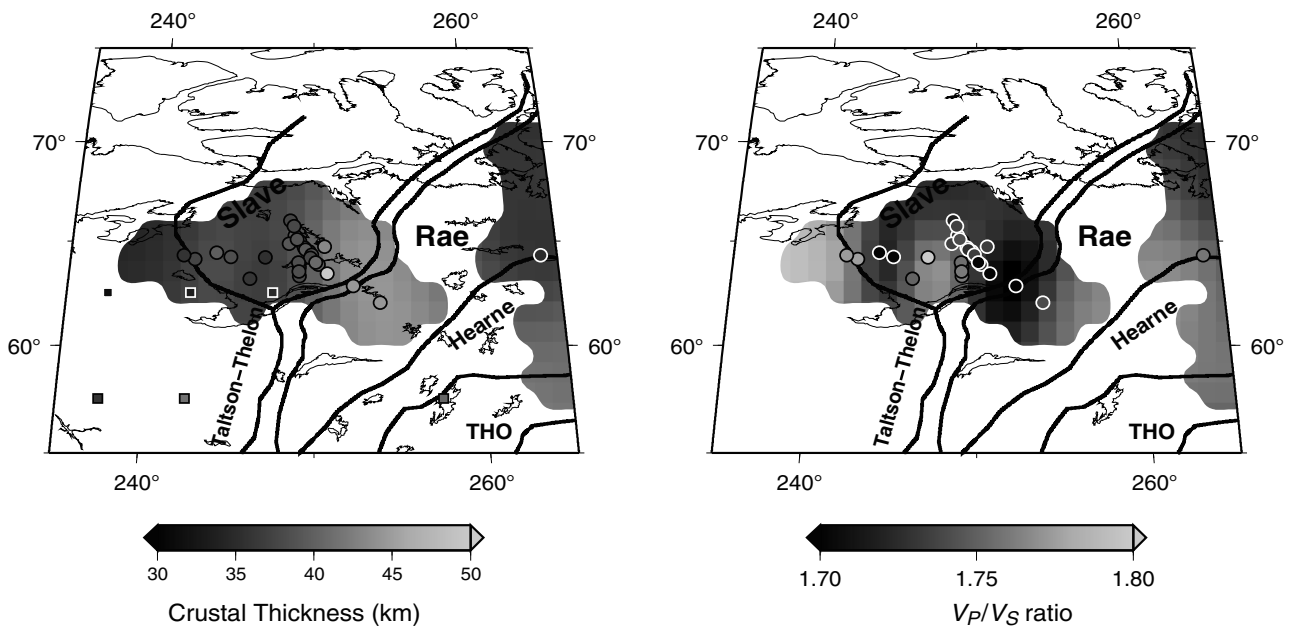 240° 260° 240° 260°
70° 70° 70° 70°
Slave Slave
Rae Rae
Hearne Hearne
60° 60° 60° 60°
Taltson–Thelon Taltson–Thelon
THO THO
240° 260° 240° 260°
30 35 40 45 50 1.70 1.75 1.80
Crustal Thickness (km) VP/VS ratio